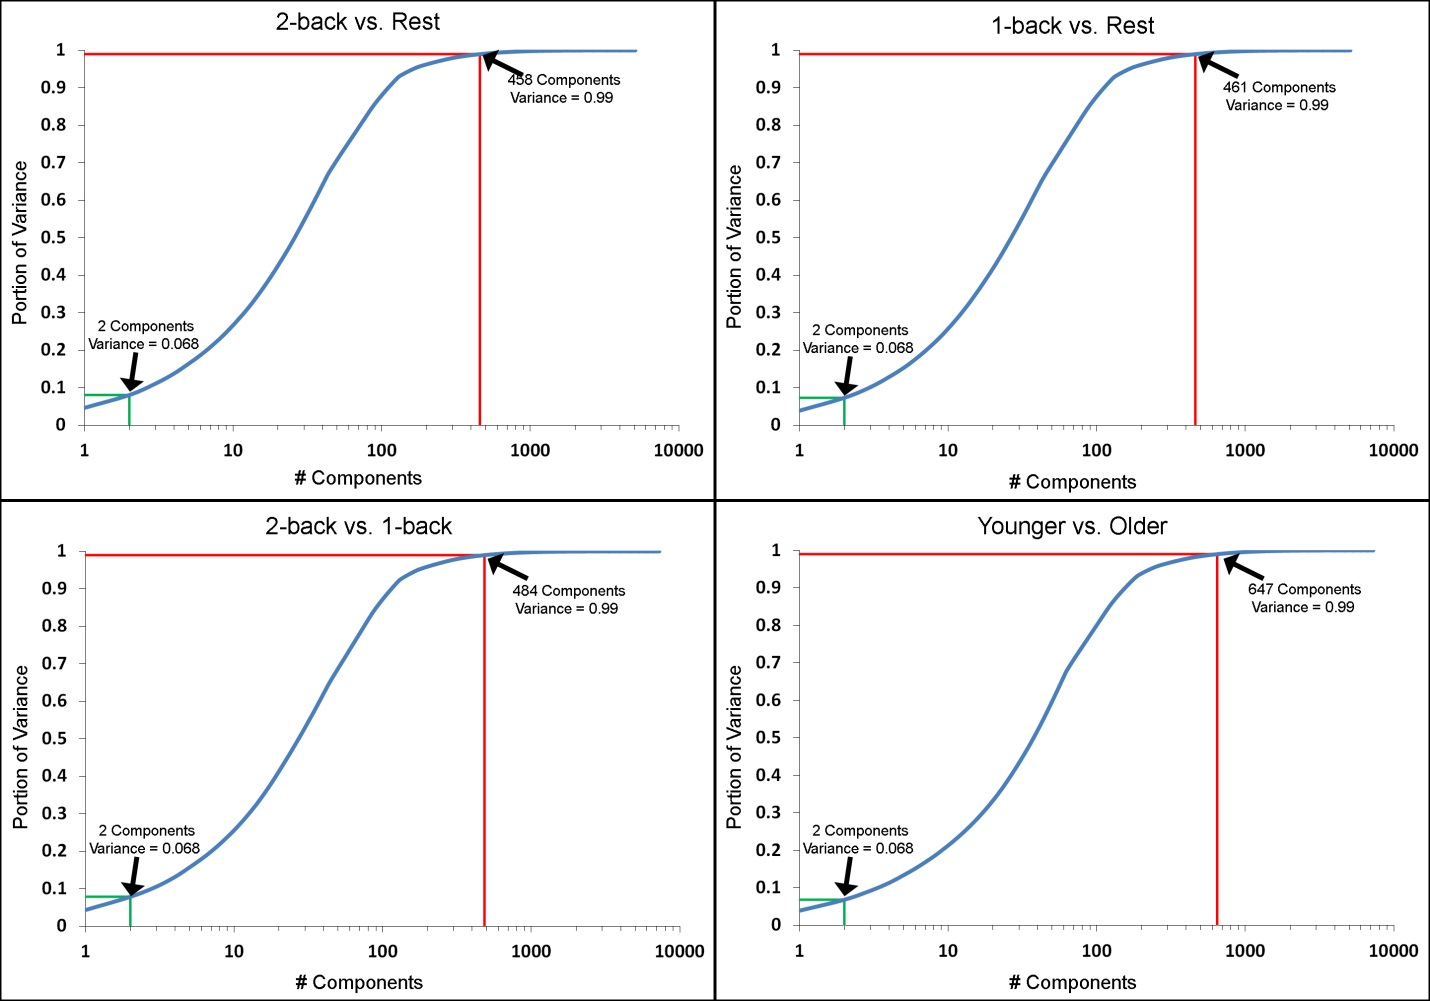 2-back vs. Rest
Portion of Variance
1
0.9
0.8
0.7
0.6
0.5
0.4
0.3
0.2
0.1
0
458 Components
Variance = 0.99
2 Components
Variance = 0.068
1 10 100 1000 10000
# Components
1-back vs. Rest
Portion of Variance
1
0.9
0.8
0.7
0.6
0.5
0.4
0.3
0.2
0.1
0
461 Components
Variance = 0.99
2 Components
Variance = 0.068
1 10 100 1000 10000
# Components
2-back vs. 1-back
Portion of Variance
1
0.9
0.8
0.7
0.6
0.5
0.4
0.3
0.2
0.1
0
484 Components
Variance = 0.99
2 Components
Variance = 0.068
1 10 100 1000 10000
# Components
Younger vs. Older
Portion of Variance
1
0.9
0.8
0.7
0.6
0.5
0.4
0.3
0.2
0.1
0
647 Components
Variance = 0.99
2 Components
Variance = 0.068
1 10 100 1000 10000
# Components